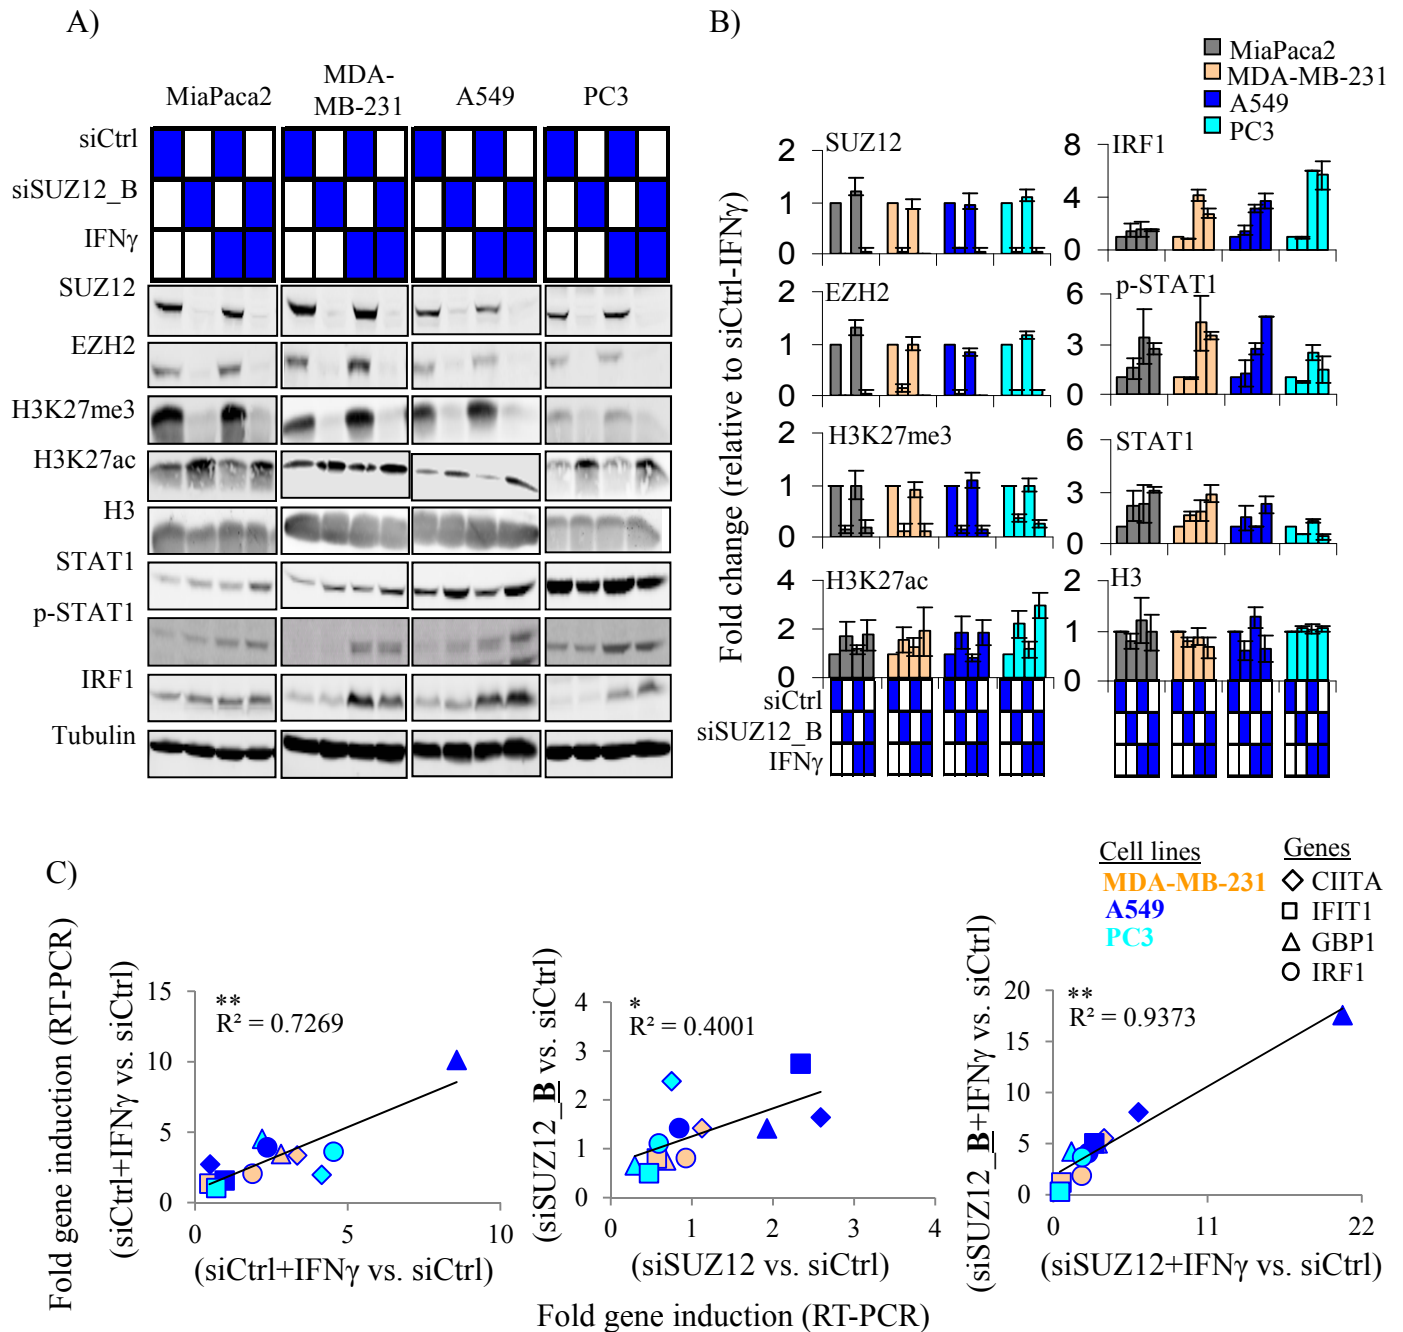 A)
MiaPaca2
MDA-
MB-231
A549
PC3
siCtrl
siSUZ12_B
IFNγ
SUZ12
EZH2
H3K27me3
H3K27ac
H3
STAT1
p-STAT1
IRF1
Tubulin
B)
MiaPaca2
MDA-MB-231
A549
PC3
Fold change (relative to siCtrl-IFNγ)
SUZ12
2
1
0
EZH2
2
1
0
H3K27me3
2
1
0
H3K27ac
4
2
0
IRF1
8
4
0
p-STAT1
6
3
0
STAT1
6
3
0
H3
2
1
0
siCtrl
siSUZ12_B
IFNγ
C)
Cell lines
MDA-MB-231
A549
PC3
Genes
CIITA
IFIT1
GBP1
IRF1
Fold gene induction (RT-PCR)
(siCtrl+IFNγ vs. siCtrl)
15
10
5
0
**
R² = 0.7269
0 5 10
(siCtrl+IFNγ vs. siCtrl)
(siSUZ12_B vs. siCtrl)
4
3
2
1
0
*
R² = 0.4001
0 1 2 3 4
(siSUZ12 vs. siCtrl)
(siSUZ12_B+IFNγ vs. siCtrl)
20
15
10
5
0
**
R² = 0.9373
0 11 22
(siSUZ12+IFNγ vs. siCtrl)
Fold gene induction (RT-PCR)